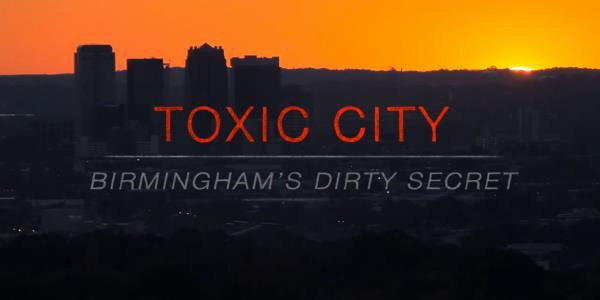 TOXIC CITY
BIRMINGHAM'S DIRTY SECRET